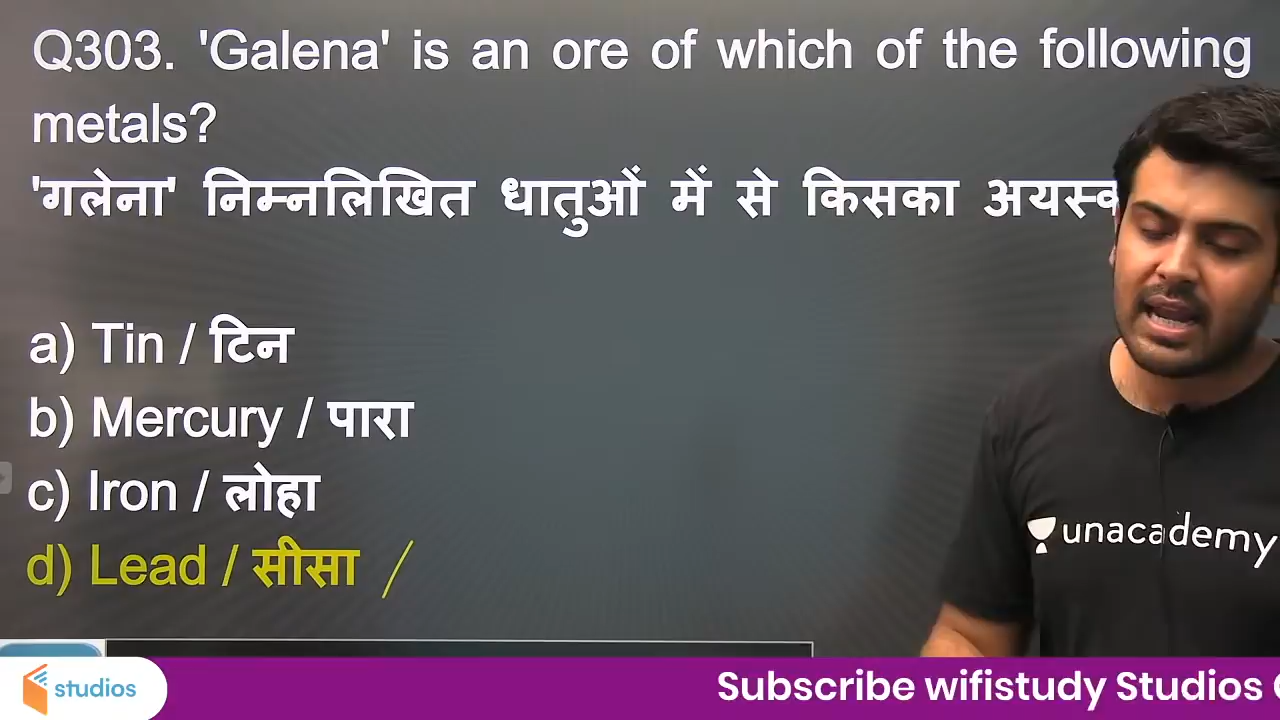 Q303. 'Galena' is an ore of which of the following
metals?
'गलेना' निम्नलिखित धातुओं में से किसका
a) Tin / टिन
b) Mercury / पारा
c) Iron / लोहा
d) Lead / सीसा /
unacademy
studios
Subscribe wifistudy Studios